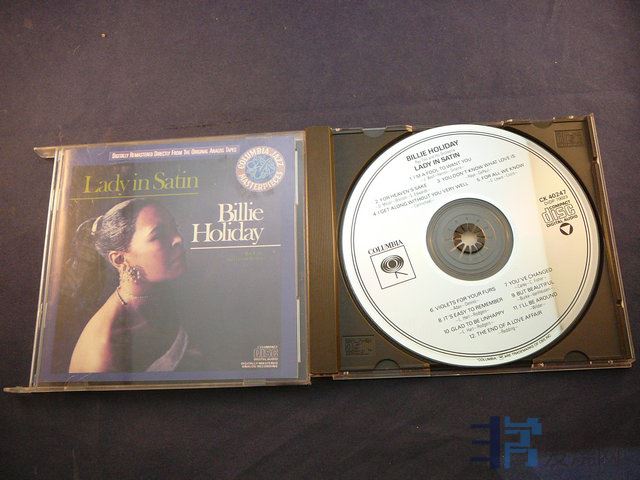 DIGITALLY REMASTERED DIRECTLY FROM THE ORIGINAL ANALOG TAPES
COLUMBIA JAZZ
MASTERPIECES
Lady in Satin
Billie
Holiday
COMPACT
disc
DIGITAL AUDIO
BILLIE HOLIDAY
LADY IN SATIN
1. I'M A FOOL TO WANT YOU
2. FOR HEAVEN'S SAKE
3. YOU DON'T KNOW WHAT LOVE IS
4. I GET ALONG WITHOUT YOU VERY WELL
5. FOR ALL WE KNOW
CK 40247
COMPACT
disc
DIGITAL AUDIO
COLUMBIA
6. VIOLETS FOR YOUR FURS
7. YOU'VE CHANGED
8. IT'S EASY TO REMEMBER
9. BUT BEAUTIFUL
10. GLAD TO BE UNHAPPY
11. I'LL BE AROUND
12. THE END OF A LOVE AFFAIR